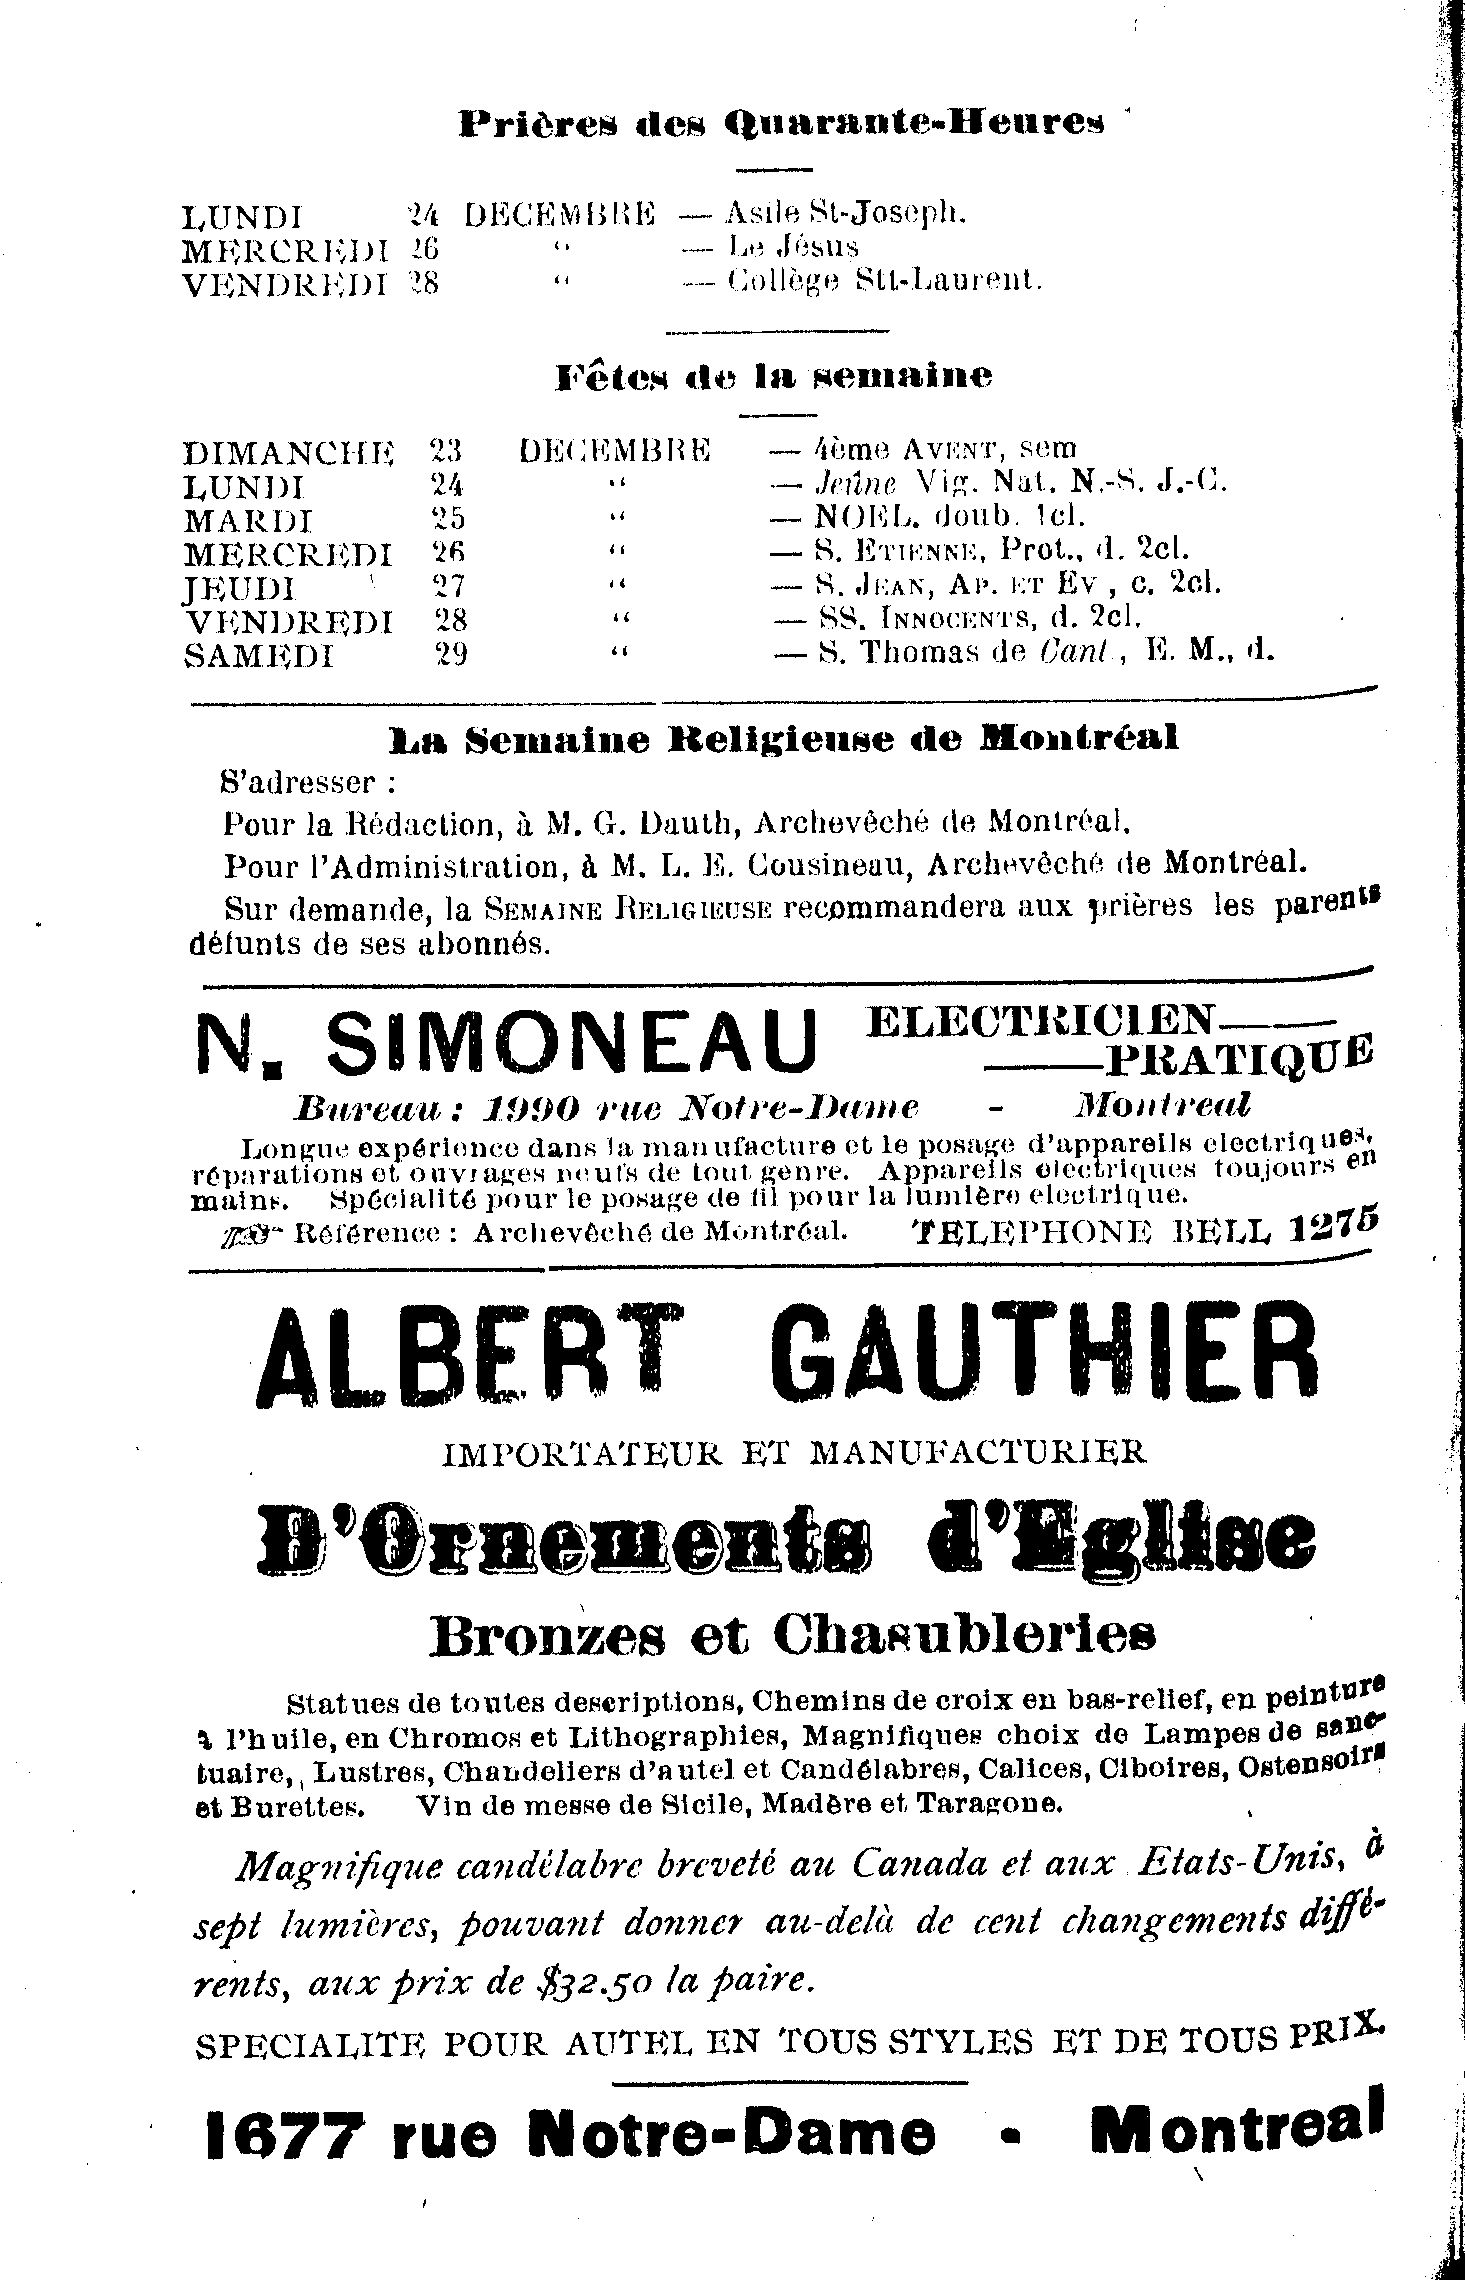 Prières des Quarante-Heures
LUNDI 24 DECEMBRE — Asile St-Joseph.
MERCREDI 26 “ — Le Jésus
VENDREDI 28 “ — Collège Stt-Laurent.
Fêtes de la semaine
DIMANCHE 23 DECEMBRE — 4ème AVENT, sem
LUNDI 24 “ — Jeûne Vig. Nat. N.-S. J.-C.
MARDI 25 “ — NOEL. doub. 1cl.
MERCREDI 26 “ — S. ETIENNE, Prot., d. 2cl.
JEUDI 27 “ — S. JEAN, AP. ET EV , c. 2cl.
VENDREDI 28 “ — SS. INNOCENTS, d. 2cl.
SAMEDI 29 “ — S. Thomas de Cant , E. M., d.
La Semaine Religieuse de Montréal
S'adresser :
Pour la Rédaction, à M. G. Dauth, Archevêché de Montréal.
Pour l'Administration, à M. L. E. Cousineau, Archevêché de Montréal.
Sur demande, la SEMAINE RELIGIEUSE recommandera aux prières les parents
défunts de ses abonnés.
N. SIMONEAU ELECTRICIEN——
——PRATIQUE
Bureau : 1990 rue Notre-Dame - Montreal
Longue expérience dans la manufacture et le posage d'appareils electriques,
réparations et ouvrages neufs de tout genre. Appareils electriques toujours en
mains. Spécialité pour le posage de fil pour la lumière electrique.
Référence : Archevêché de Montréal. TELEPHONE BELL 1275
ALBERT GAUTHIER
IMPORTATEUR ET MANUFACTURIER
D'Ornements d'Eglise
Bronzes et Chasubleries
Statues de toutes descriptions, Chemins de croix en bas-relief, en peinture
à l'huile, en Chromos et Lithographies, Magnifiques choix de Lampes de sanc-
tuaire,, Lustres, Chandeliers d'autel et Candélabres, Calices, Ciboires, Ostensoirs
et Burettes. Vin de messe de Sicile, Madère et Taragone.
Magnifique candélabre breveté au Canada et aux Etats-Unis, à
sept lumières, pouvant donner au-delà de cent changements diffé-
rents, aux prix de $32.50 la paire.
SPECIALITE POUR AUTEL EN TOUS STYLES ET DE TOUS PRIX.
1677 rue Notre-Dame - Montreal